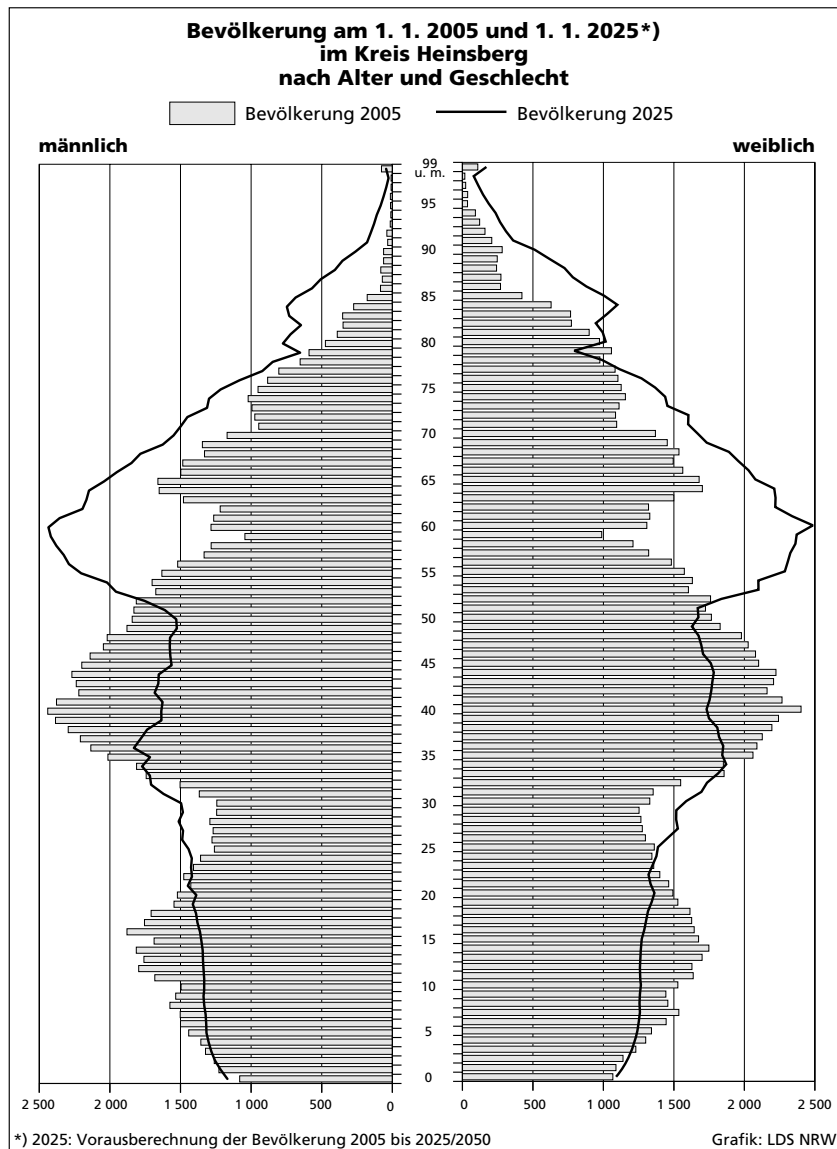 Bevölkerung am 1. 1. 2005 und 1. 1. 2025*)
im Kreis Heinsberg
nach Alter und Geschlecht
Bevölkerung 2005
Bevölkerung 2025
männlich
weiblich
99
u. m.
95
90
85
80
75
70
65
60
55
50
45
40
35
30
25
20
15
10
5
0
2 500 2 000 1 500 1 000 500 0 0 500 1 000 1 500 2 000 2 500
*) 2025: Vorausberechnung der Bevölkerung 2005 bis 2025/2050 Grafik: LDS NRW